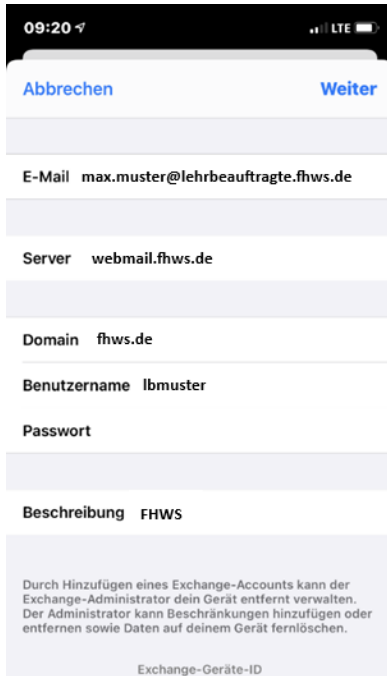 09:20 LTE
Abbrechen Weiter
E-Mail max.muster@lehrbeauftragte.fhws.de
Server webmail.fhws.de
Domain fhws.de
Benutzername lbmuster
Passwort
Beschreibung FHWS
Durch Hinzufügen eines Exchange-Accounts kann der
Exchange-Administrator dein Gerät entfernt verwalten.
Der Administrator kann Beschränkungen hinzufügen oder
entfernen sowie Daten auf deinem Gerät fernlöschen.
Exchange-Geräte-ID